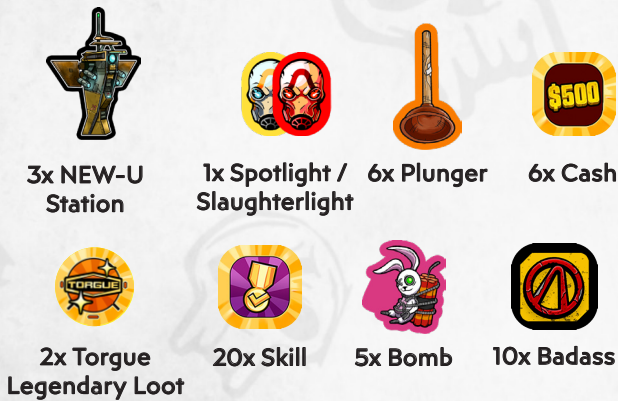 $500
3x NEW-U
Station
1x Spotlight /
Slaughterlight
6x Plunger
6x Cash
TORGUE
2x Torgue
Legendary Loot
20x Skill
5x Bomb
10x Badass